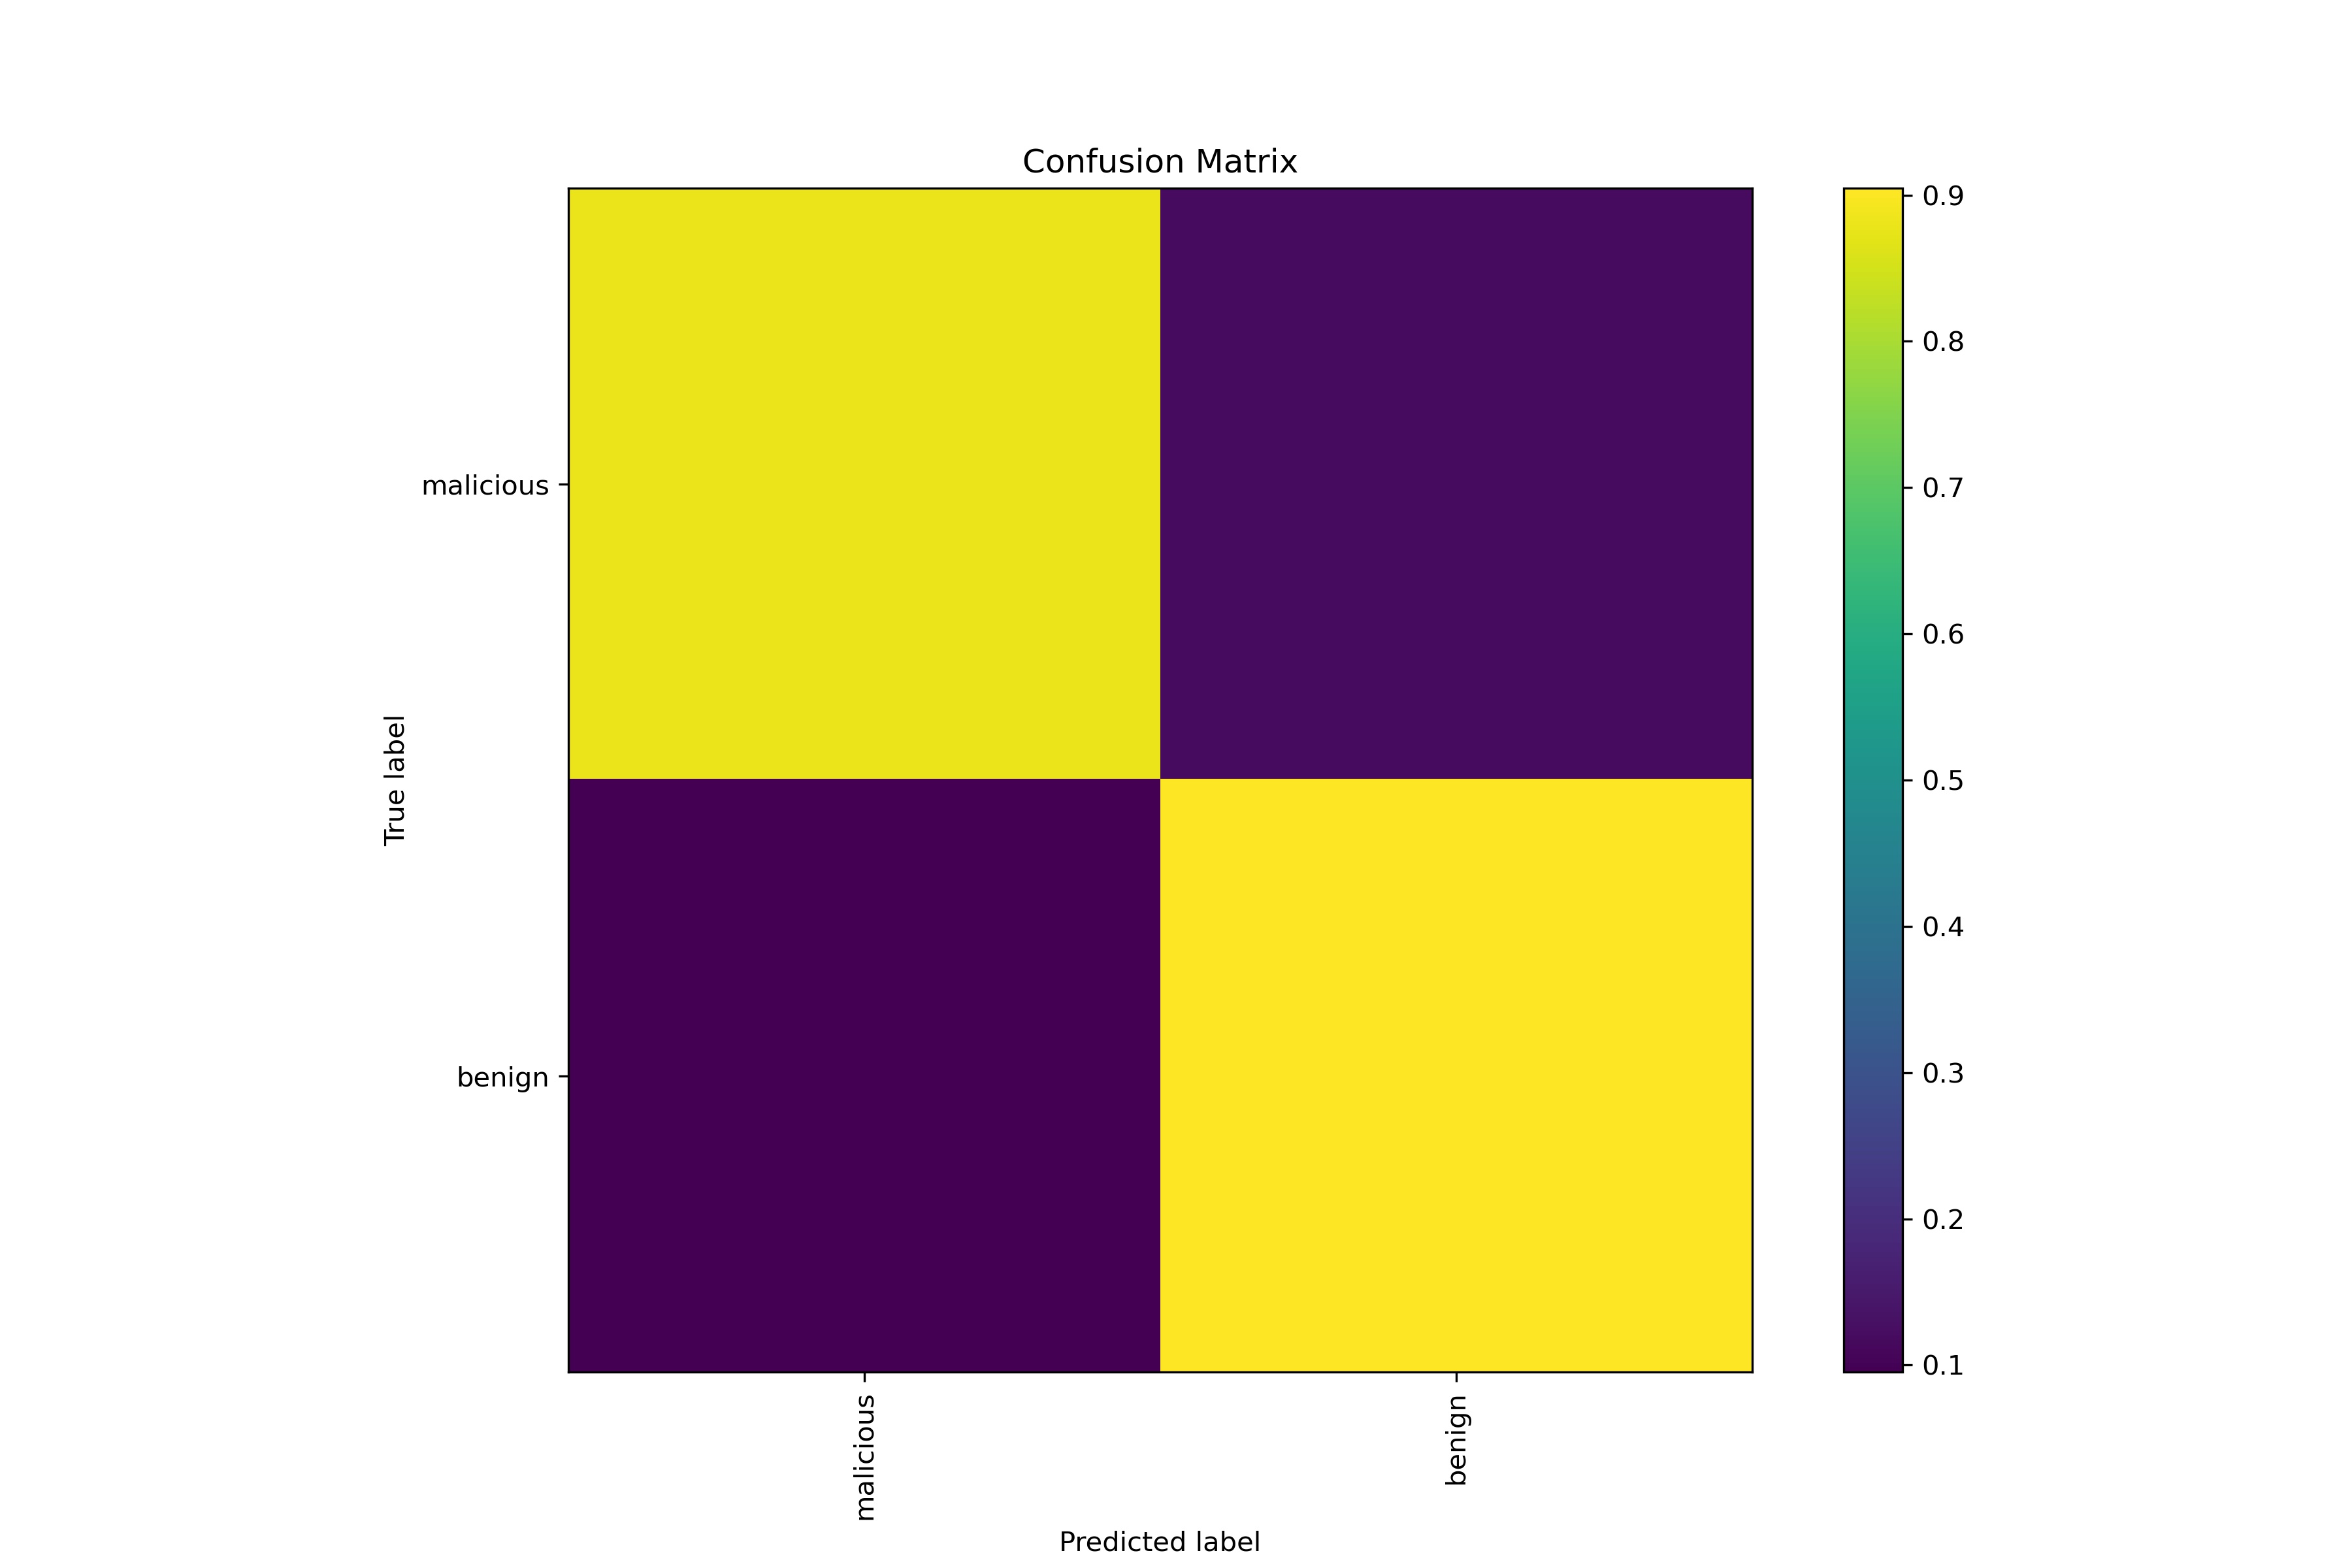 Confusion Matrix
True label
malicious
benign
malicious
benign
Predicted label
0.9
0.8
0.7
0.6
0.5
0.4
0.3
0.2
0.1